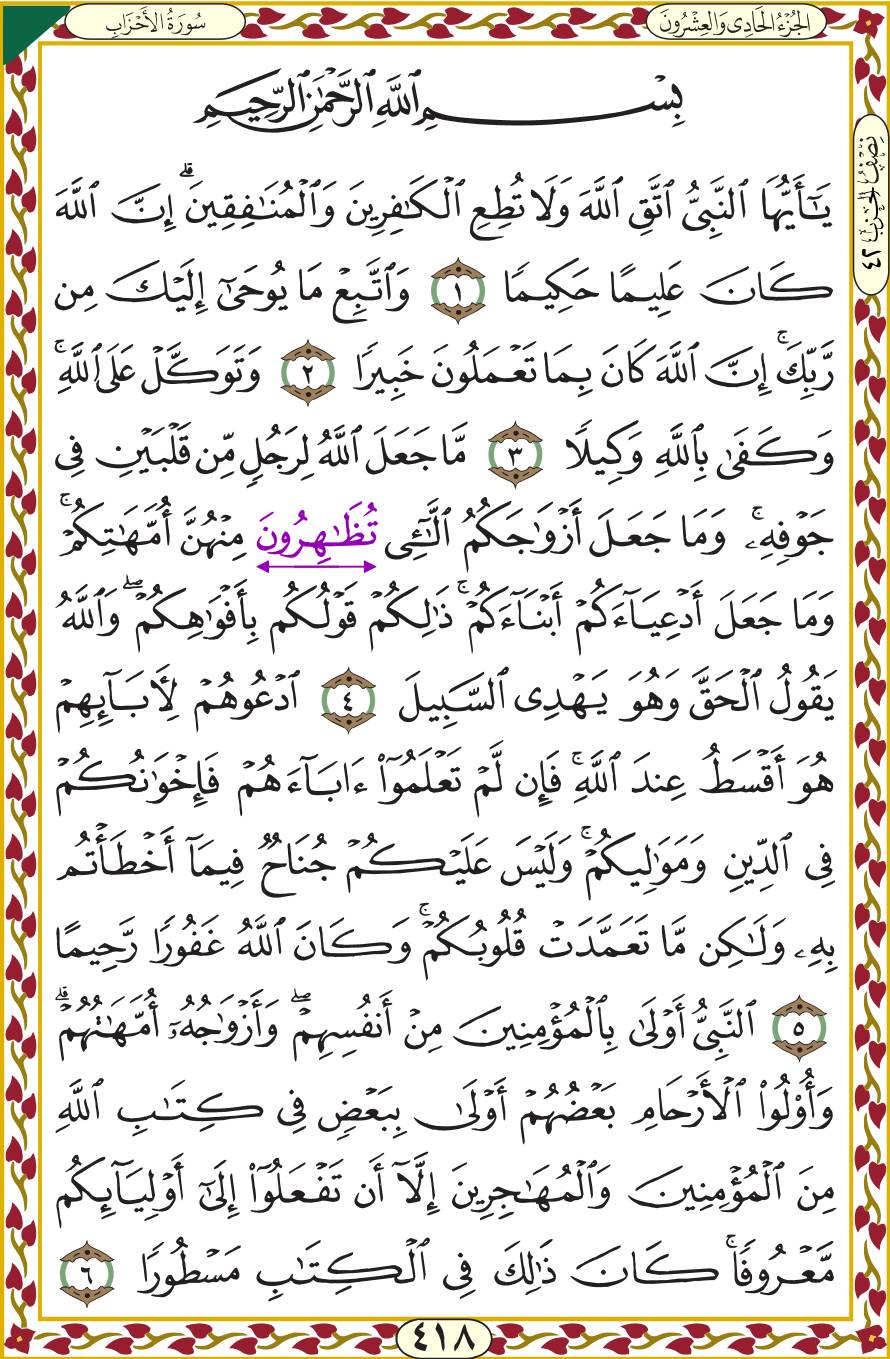 الجُزْءُ الحَادِى وَالعِشْرُونَ
سُورَةُ الأَحْزَابِ
نِصْفُ الحِزْبِ ٤٢
بِسْمِ ٱللَّهِ ٱلرَّحْمَٰنِ ٱلرَّحِيمِ
يَٰٓأَيُّهَا ٱلنَّبِىُّ ٱتَّقِ ٱللَّهَ وَلَا تُطِعِ ٱلْكَٰفِرِينَ وَٱلْمُنَٰفِقِينَ ۗ إِنَّ ٱللَّهَ
كَانَ عَلِيمًا حَكِيمًا ١ وَٱتَّبِعْ مَا يُوحَىٰٓ إِلَيْكَ مِن
رَّبِّكَ ۚ إِنَّ ٱللَّهَ كَانَ بِمَا تَعْمَلُونَ خَبِيرًا ٢ وَتَوَكَّلْ عَلَى ٱللَّهِ ۚ
وَكَفَىٰ بِٱللَّهِ وَكِيلًا ٣ مَّا جَعَلَ ٱللَّهُ لِرَجُلٍ مِّن قَلْبَيْنِ فِى
جَوْفِهِۦ ۚ وَمَا جَعَلَ أَزْوَٰجَكُمُ ٱلَّٰٓـِٔى تُظَٰهِرُونَ مِنْهُنَّ أُمَّهَٰتِكُمْ ۚ
وَمَا جَعَلَ أَدْعِيَآءَكُمْ أَبْنَآءَكُمْ ۚ ذَٰلِكُمْ قَوْلُكُم بِأَفْوَٰهِكُمْ ۖ وَٱللَّهُ
يَقُولُ ٱلْحَقَّ وَهُوَ يَهْدِى ٱلسَّبِيلَ ٤ ٱدْعُوهُمْ لِـَٔابَآئِهِمْ
هُوَ أَقْسَطُ عِندَ ٱللَّهِ ۚ فَإِن لَّمْ تَعْلَمُوٓا۟ ءَابَآءَهُمْ فَإِخْوَٰنُكُمْ
فِى ٱلدِّينِ وَمَوَٰلِيكُمْ ۚ وَلَيْسَ عَلَيْكُمْ جُنَاحٌ فِيمَآ أَخْطَأْتُم
بِهِۦ وَلَٰكِن مَّا تَعَمَّدَتْ قُلُوبُكُمْ ۚ وَكَانَ ٱللَّهُ غَفُورًا رَّحِيمًا
٥ ٱلنَّبِىُّ أَوْلَىٰ بِٱلْمُؤْمِنِينَ مِنْ أَنفُسِهِمْ ۖ وَأَزْوَٰجُهُۥٓ أُمَّهَٰتُهُمْ ۗ
وَأُو۟لُوا۟ ٱلْأَرْحَامِ بَعْضُهُمْ أَوْلَىٰ بِبَعْضٍ فِى كِتَٰبِ ٱللَّهِ
مِنَ ٱلْمُؤْمِنِينَ وَٱلْمُهَٰجِرِينَ إِلَّآ أَن تَفْعَلُوٓا۟ إِلَىٰٓ أَوْلِيَآئِكُم
مَّعْرُوفًا ۚ كَانَ ذَٰلِكَ فِى ٱلْكِتَٰبِ مَسْطُورًا ٦
٤١٨